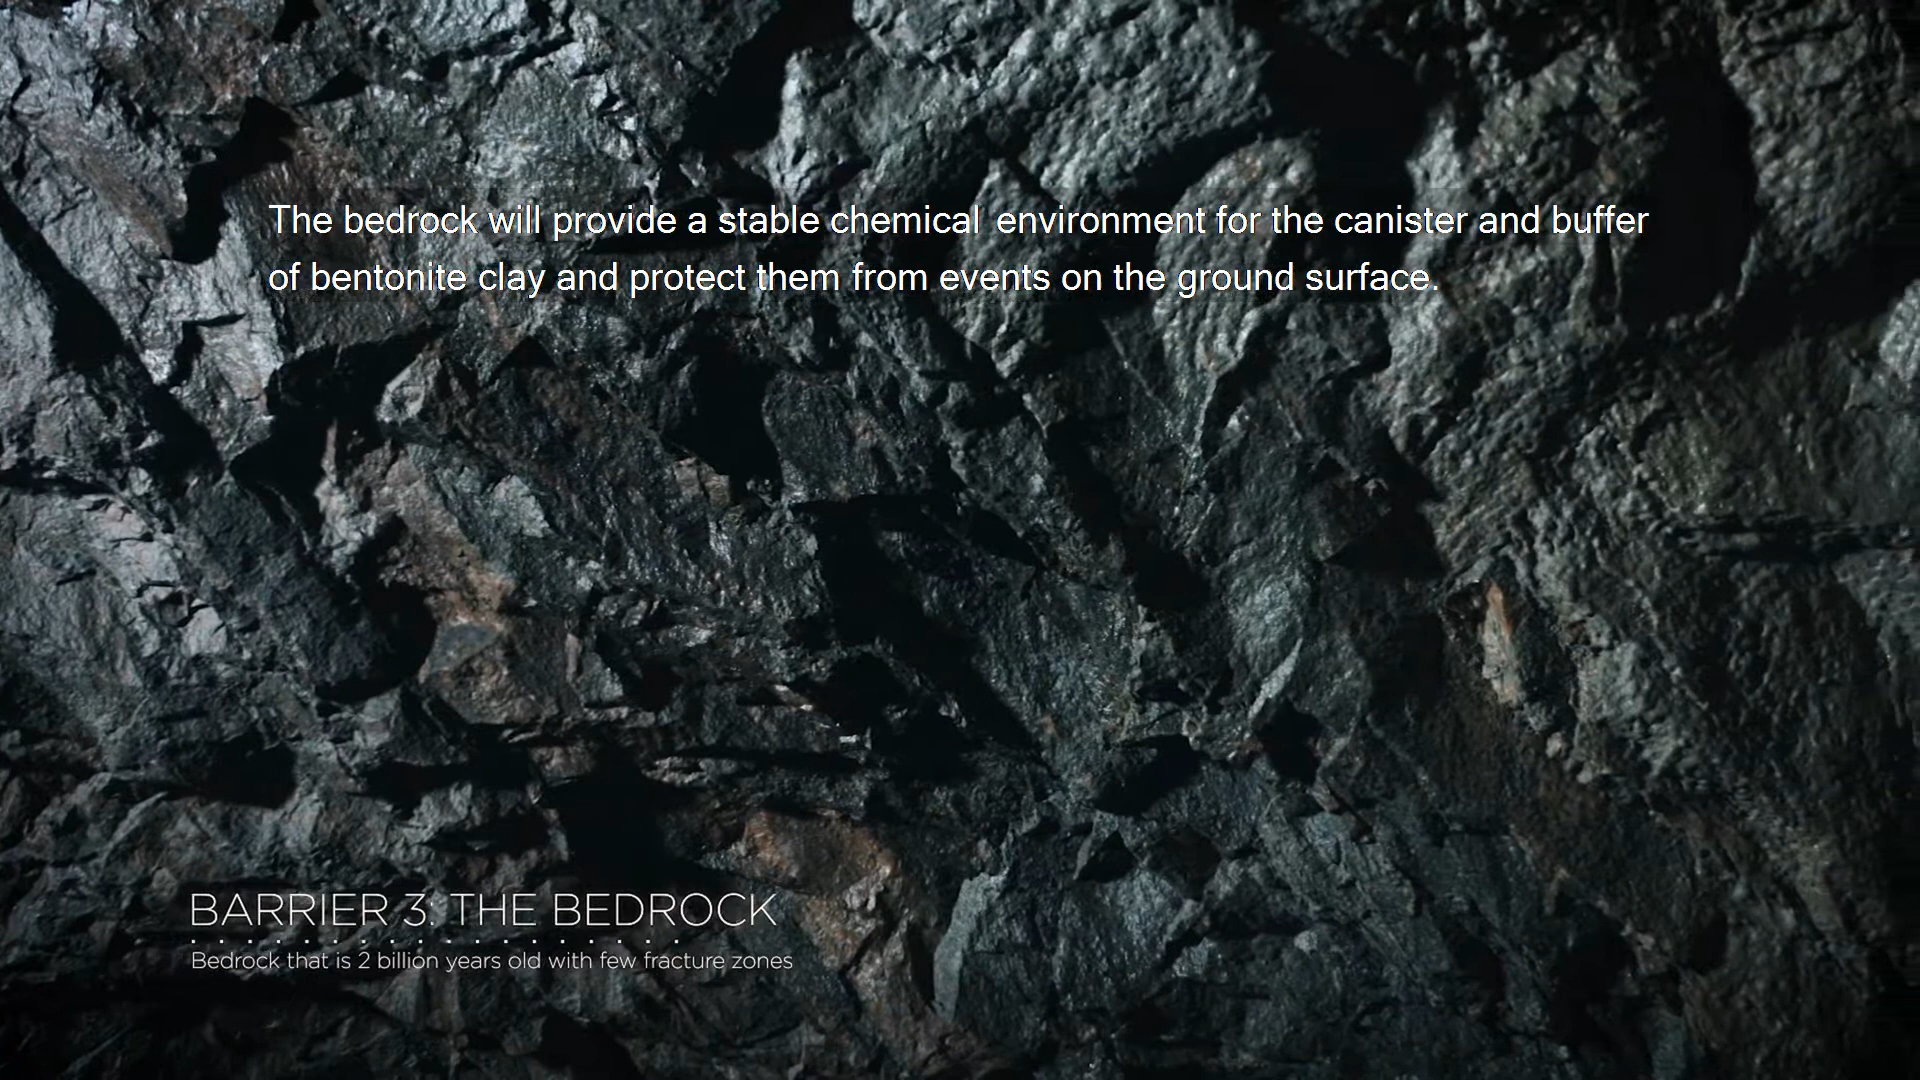 The bedrock will provide a stable chemical environment for the canister and buffer
of bentonite clay and protect them from events on the ground surface.
BARRIER 3: THE BEDROCK
Bedrock that is 2 billion years old with few fracture zones